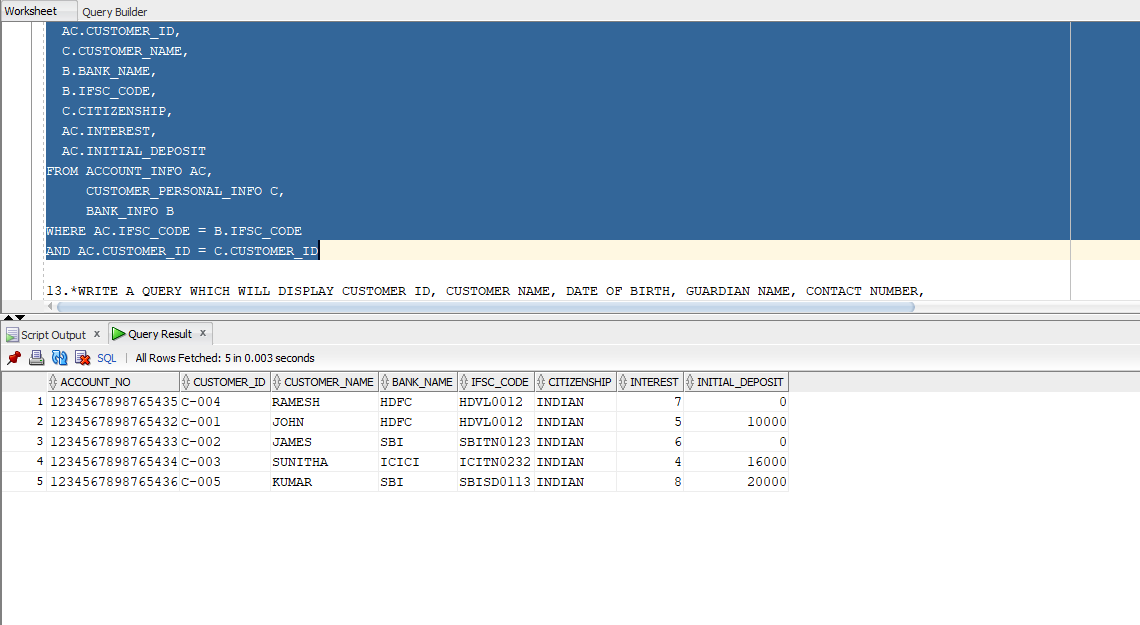 Worksheet Query Builder
AC.CUSTOMER_ID,
C.CUSTOMER_NAME,
B.BANK_NAME,
B.IFSC_CODE,
C.CITIZENSHIP,
AC.INTEREST,
AC.INITIAL_DEPOSIT
FROM ACCOUNT_INFO AC,
CUSTOMER_PERSONAL_INFO C,
BANK_INFO B
WHERE AC.IFSC_CODE = B.IFSC_CODE
AND AC.CUSTOMER_ID = C.CUSTOMER_ID
13.*WRITE A QUERY WHICH WILL DISPLAY CUSTOMER ID, CUSTOMER NAME, DATE OF BIRTH, GUARDIAN NAME, CONTACT NUMBER,
Script Output x Query Result x
SQL | All Rows Fetched: 5 in 0.003 seconds
ACCOUNT_NO CUSTOMER_ID CUSTOMER_NAME BANK_NAME IFSC_CODE CITIZENSHIP INTEREST INITIAL_DEPOSIT
1 1234567898765435 C-004 RAMESH HDFC HDVL0012 INDIAN 7 0
2 1234567898765432 C-001 JOHN HDFC HDVL0012 INDIAN 5 10000
3 1234567898765433 C-002 JAMES SBI SBITN0123 INDIAN 6 0
4 1234567898765434 C-003 SUNITHA ICICI ICITN0232 INDIAN 4 16000
5 1234567898765436 C-005 KUMAR SBI SBISD0113 INDIAN 8 20000